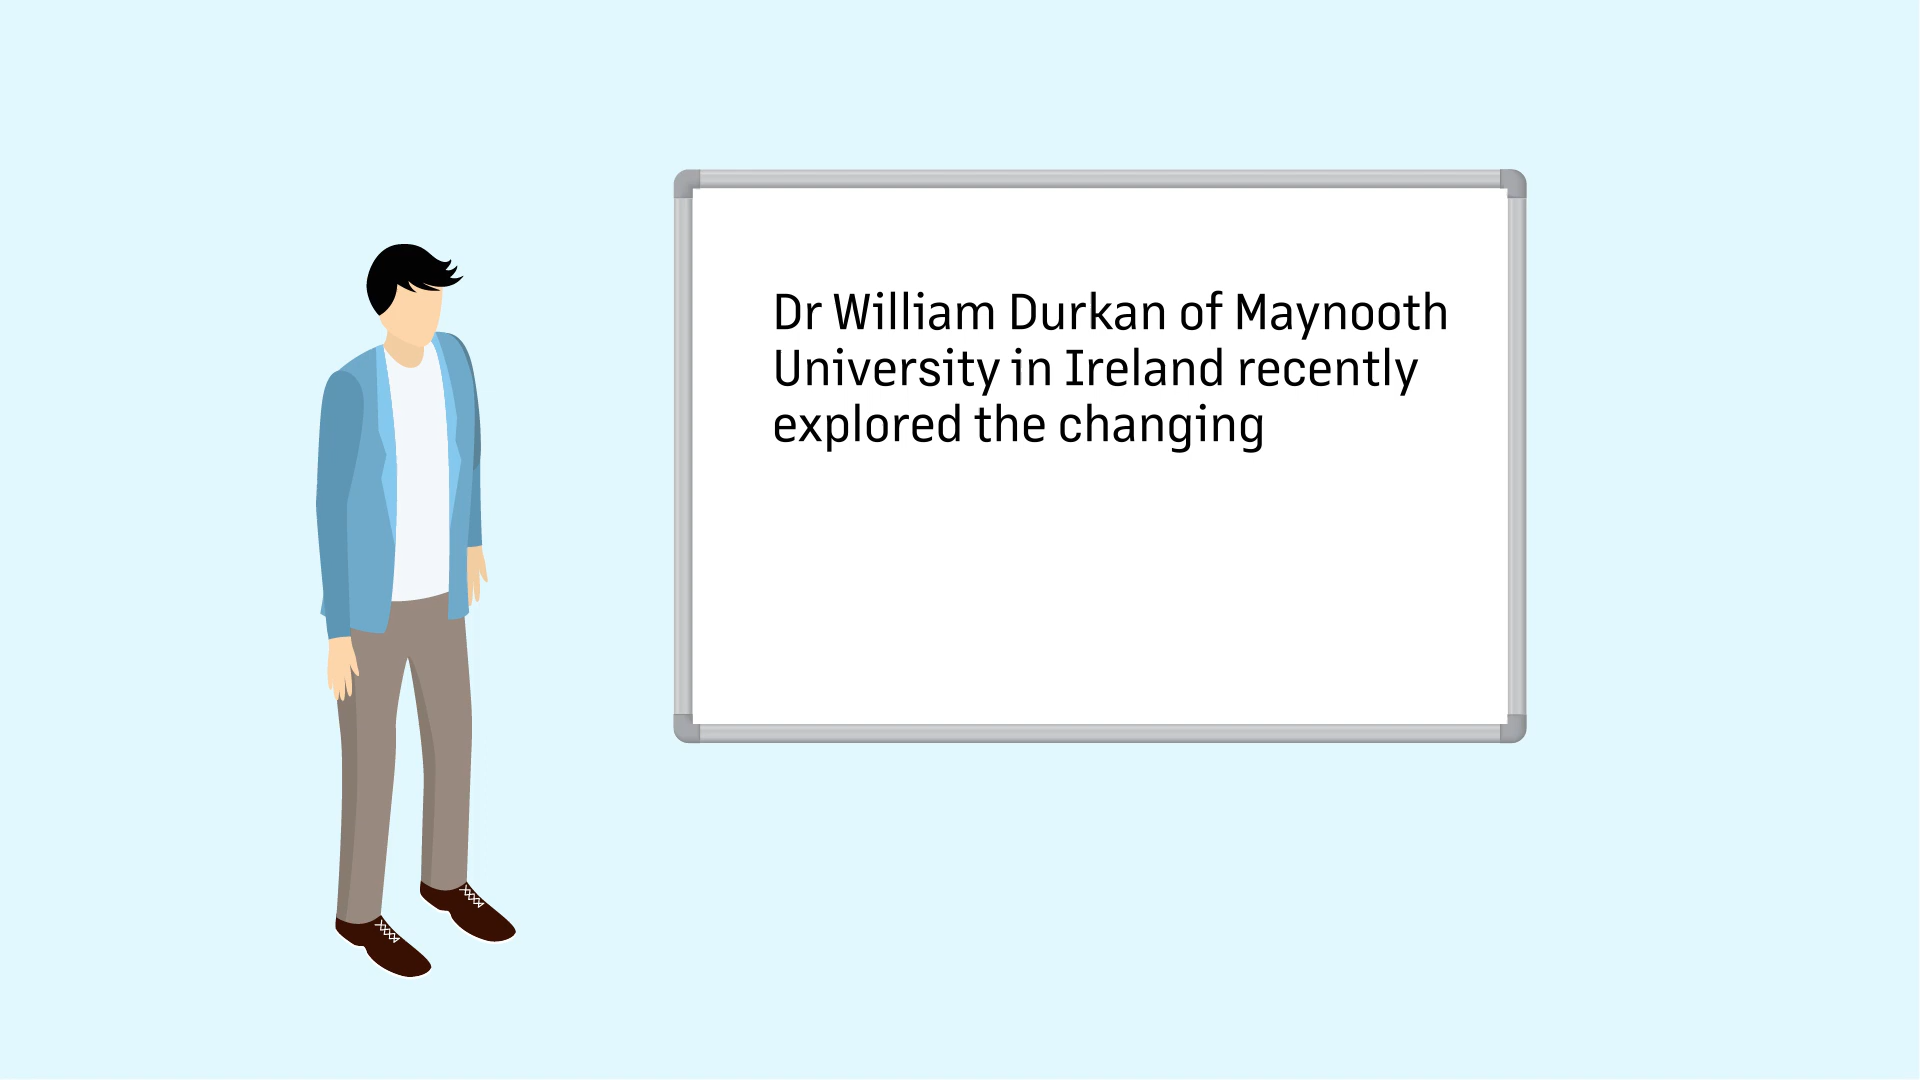 Dr William Durkan of Maynooth
University in Ireland recently
explored the changing